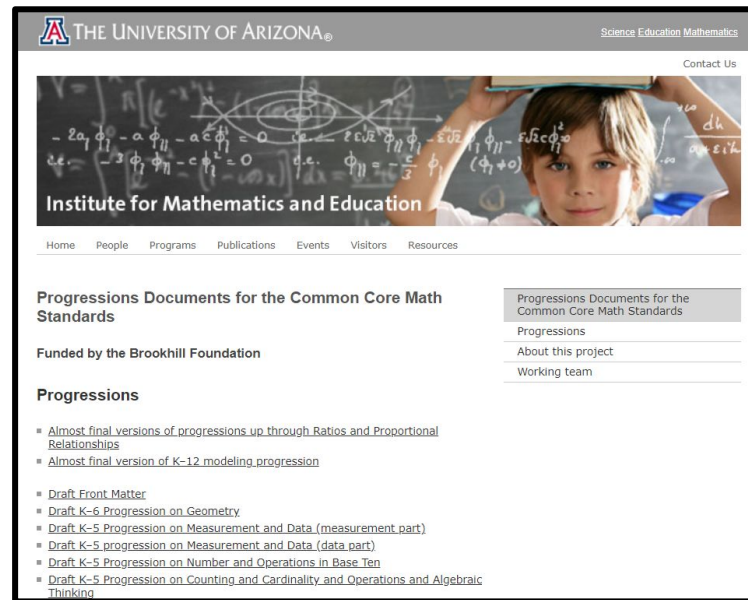 THE UNIVERSITY OF ARIZONA®
Science Education Mathematics
Contact Us
Institute for Mathematics and Education
Home People Programs Publications Events Visitors Resources
Progressions Documents for the Common Core Math
Standards
Funded by the Brookhill Foundation
Progressions
Almost final versions of progressions up through Ratios and Proportional
Relationships
Almost final version of K–12 modeling progression
Draft Front Matter
Draft K–6 Progression on Geometry
Draft K–5 Progression on Measurement and Data (measurement part)
Draft K–5 progression on Measurement and Data (data part)
Draft K–5 Progression on Number and Operations in Base Ten
Draft K–5 Progression on Counting and Cardinality and Operations and Algebraic
Thinking
Progressions Documents for the
Common Core Math Standards
Progressions
About this project
Working team